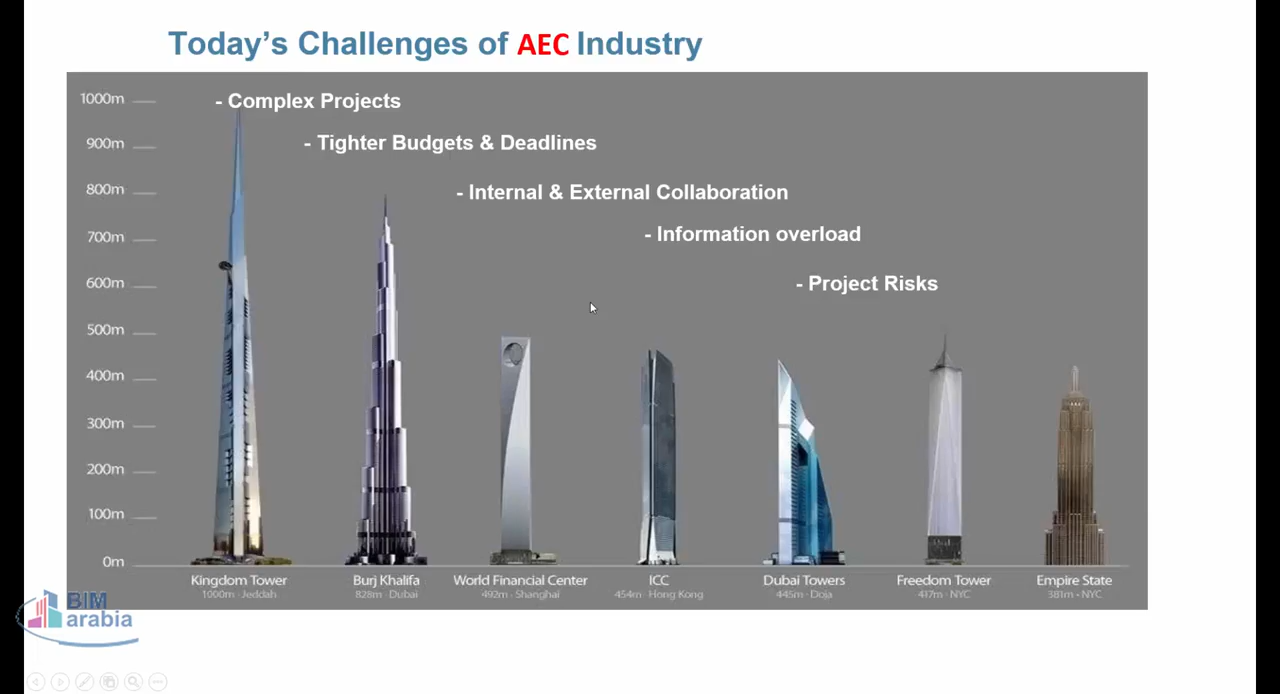 Today's Challenges of AEC Industry
1000m
- Complex Projects
900m
- Tighter Budgets & Deadlines
800m
- Internal & External Collaboration
700m
- Information overload
600m
- Project Risks
500m
400m
300m
200m
100m
0m
Kingdom Tower
1000m · Jeddah
Burj Khalifa
828m · Dubai
World Financial Center
492m · Shanghai
ICC
454m · Hong Kong
Dubai Towers
445m · Doja
Freedom Tower
417m · NYC
Empire State
381m · NYC
BIM
arabia